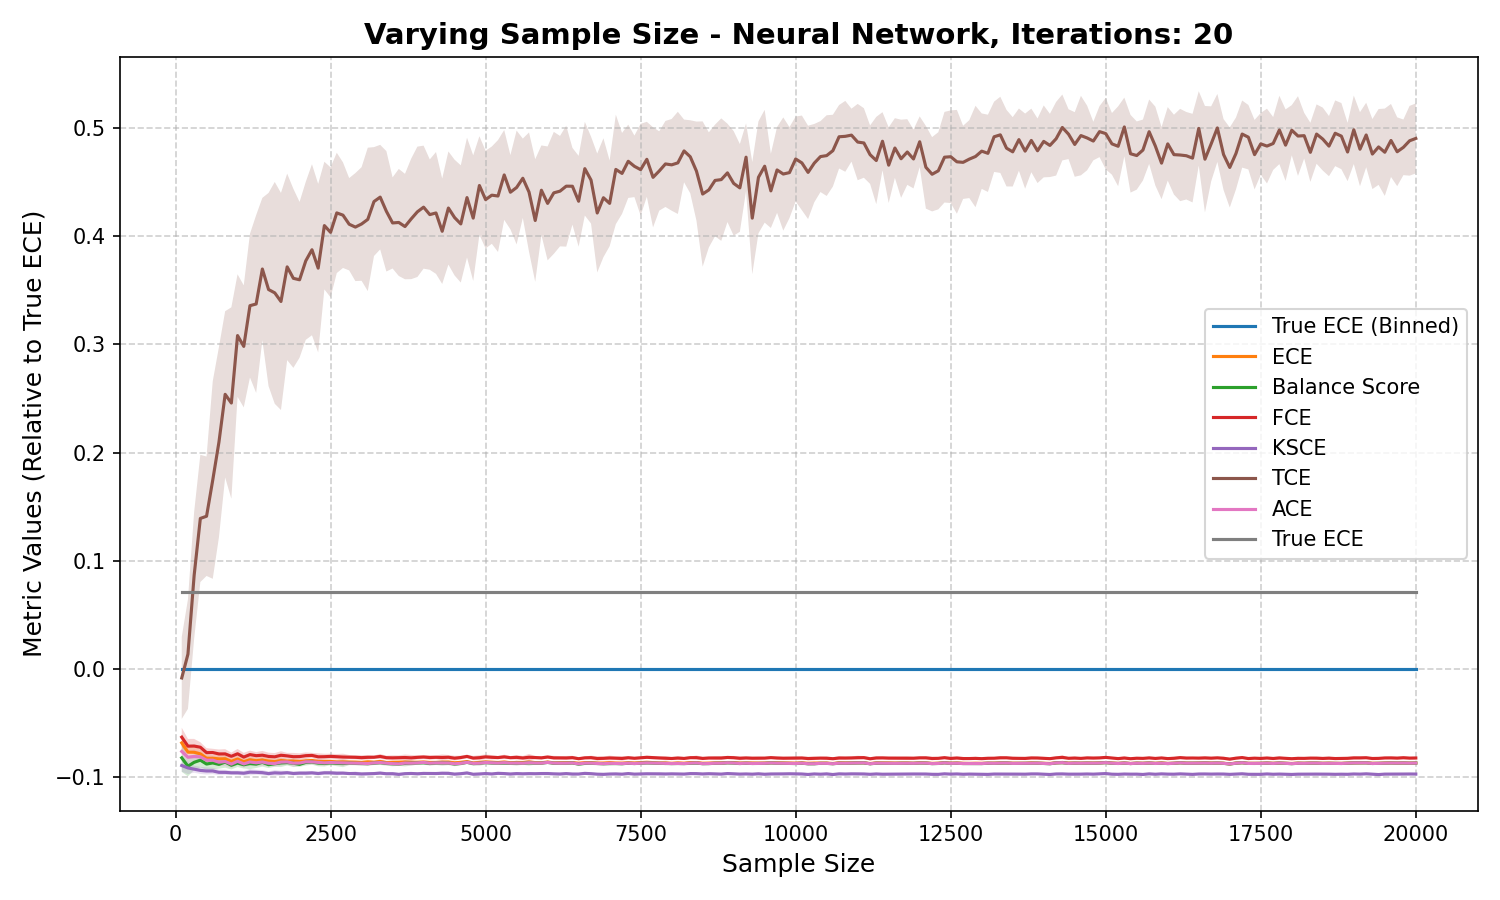 Varying Sample Size - Neural Network, Iterations: 20
Metric Values (Relative to True ECE)
0.5
0.4
0.3
0.2
0.1
0.0
−0.1
True ECE (Binned)
ECE
Balance Score
FCE
KSCE
TCE
ACE
True ECE
0 2500 5000 7500 10000 12500 15000 17500 20000
Sample Size